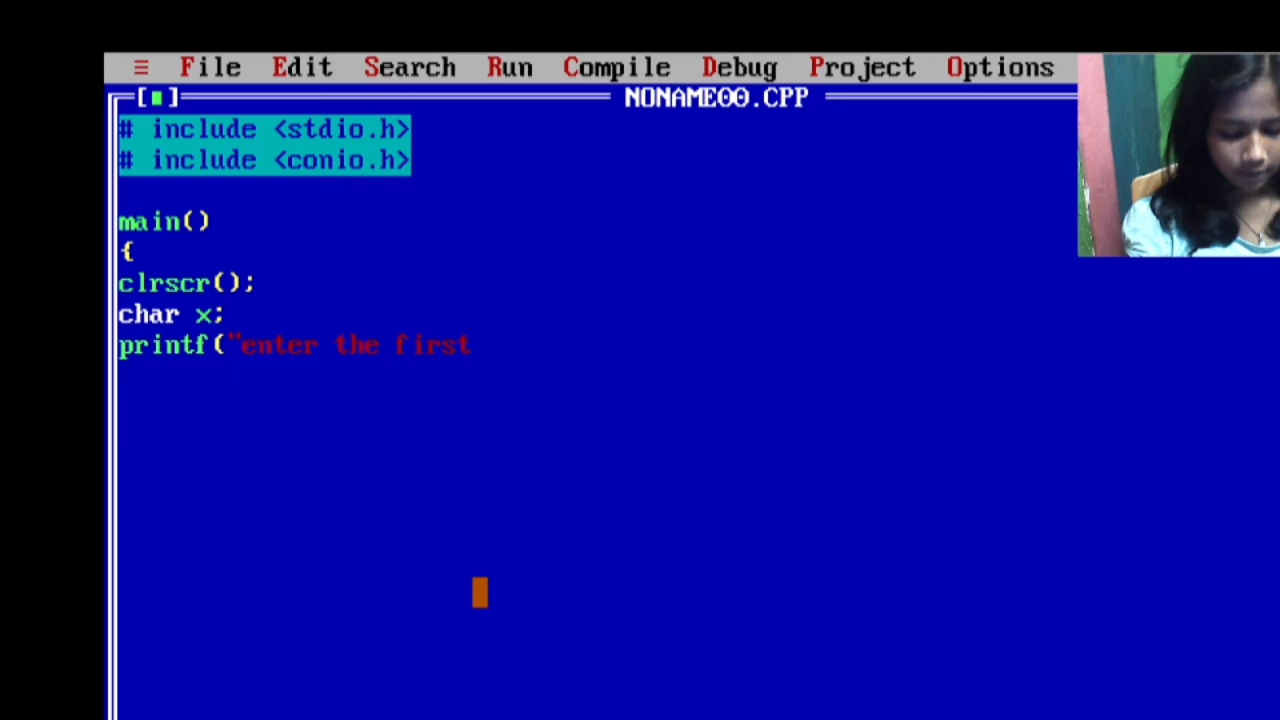 ≡ File Edit Search Run Compile Debug Project Options
[■] NONAME00.CPP
# include <stdio.h>
# include <conio.h>
main()
{
clrscr();
char x;
printf("enter the first